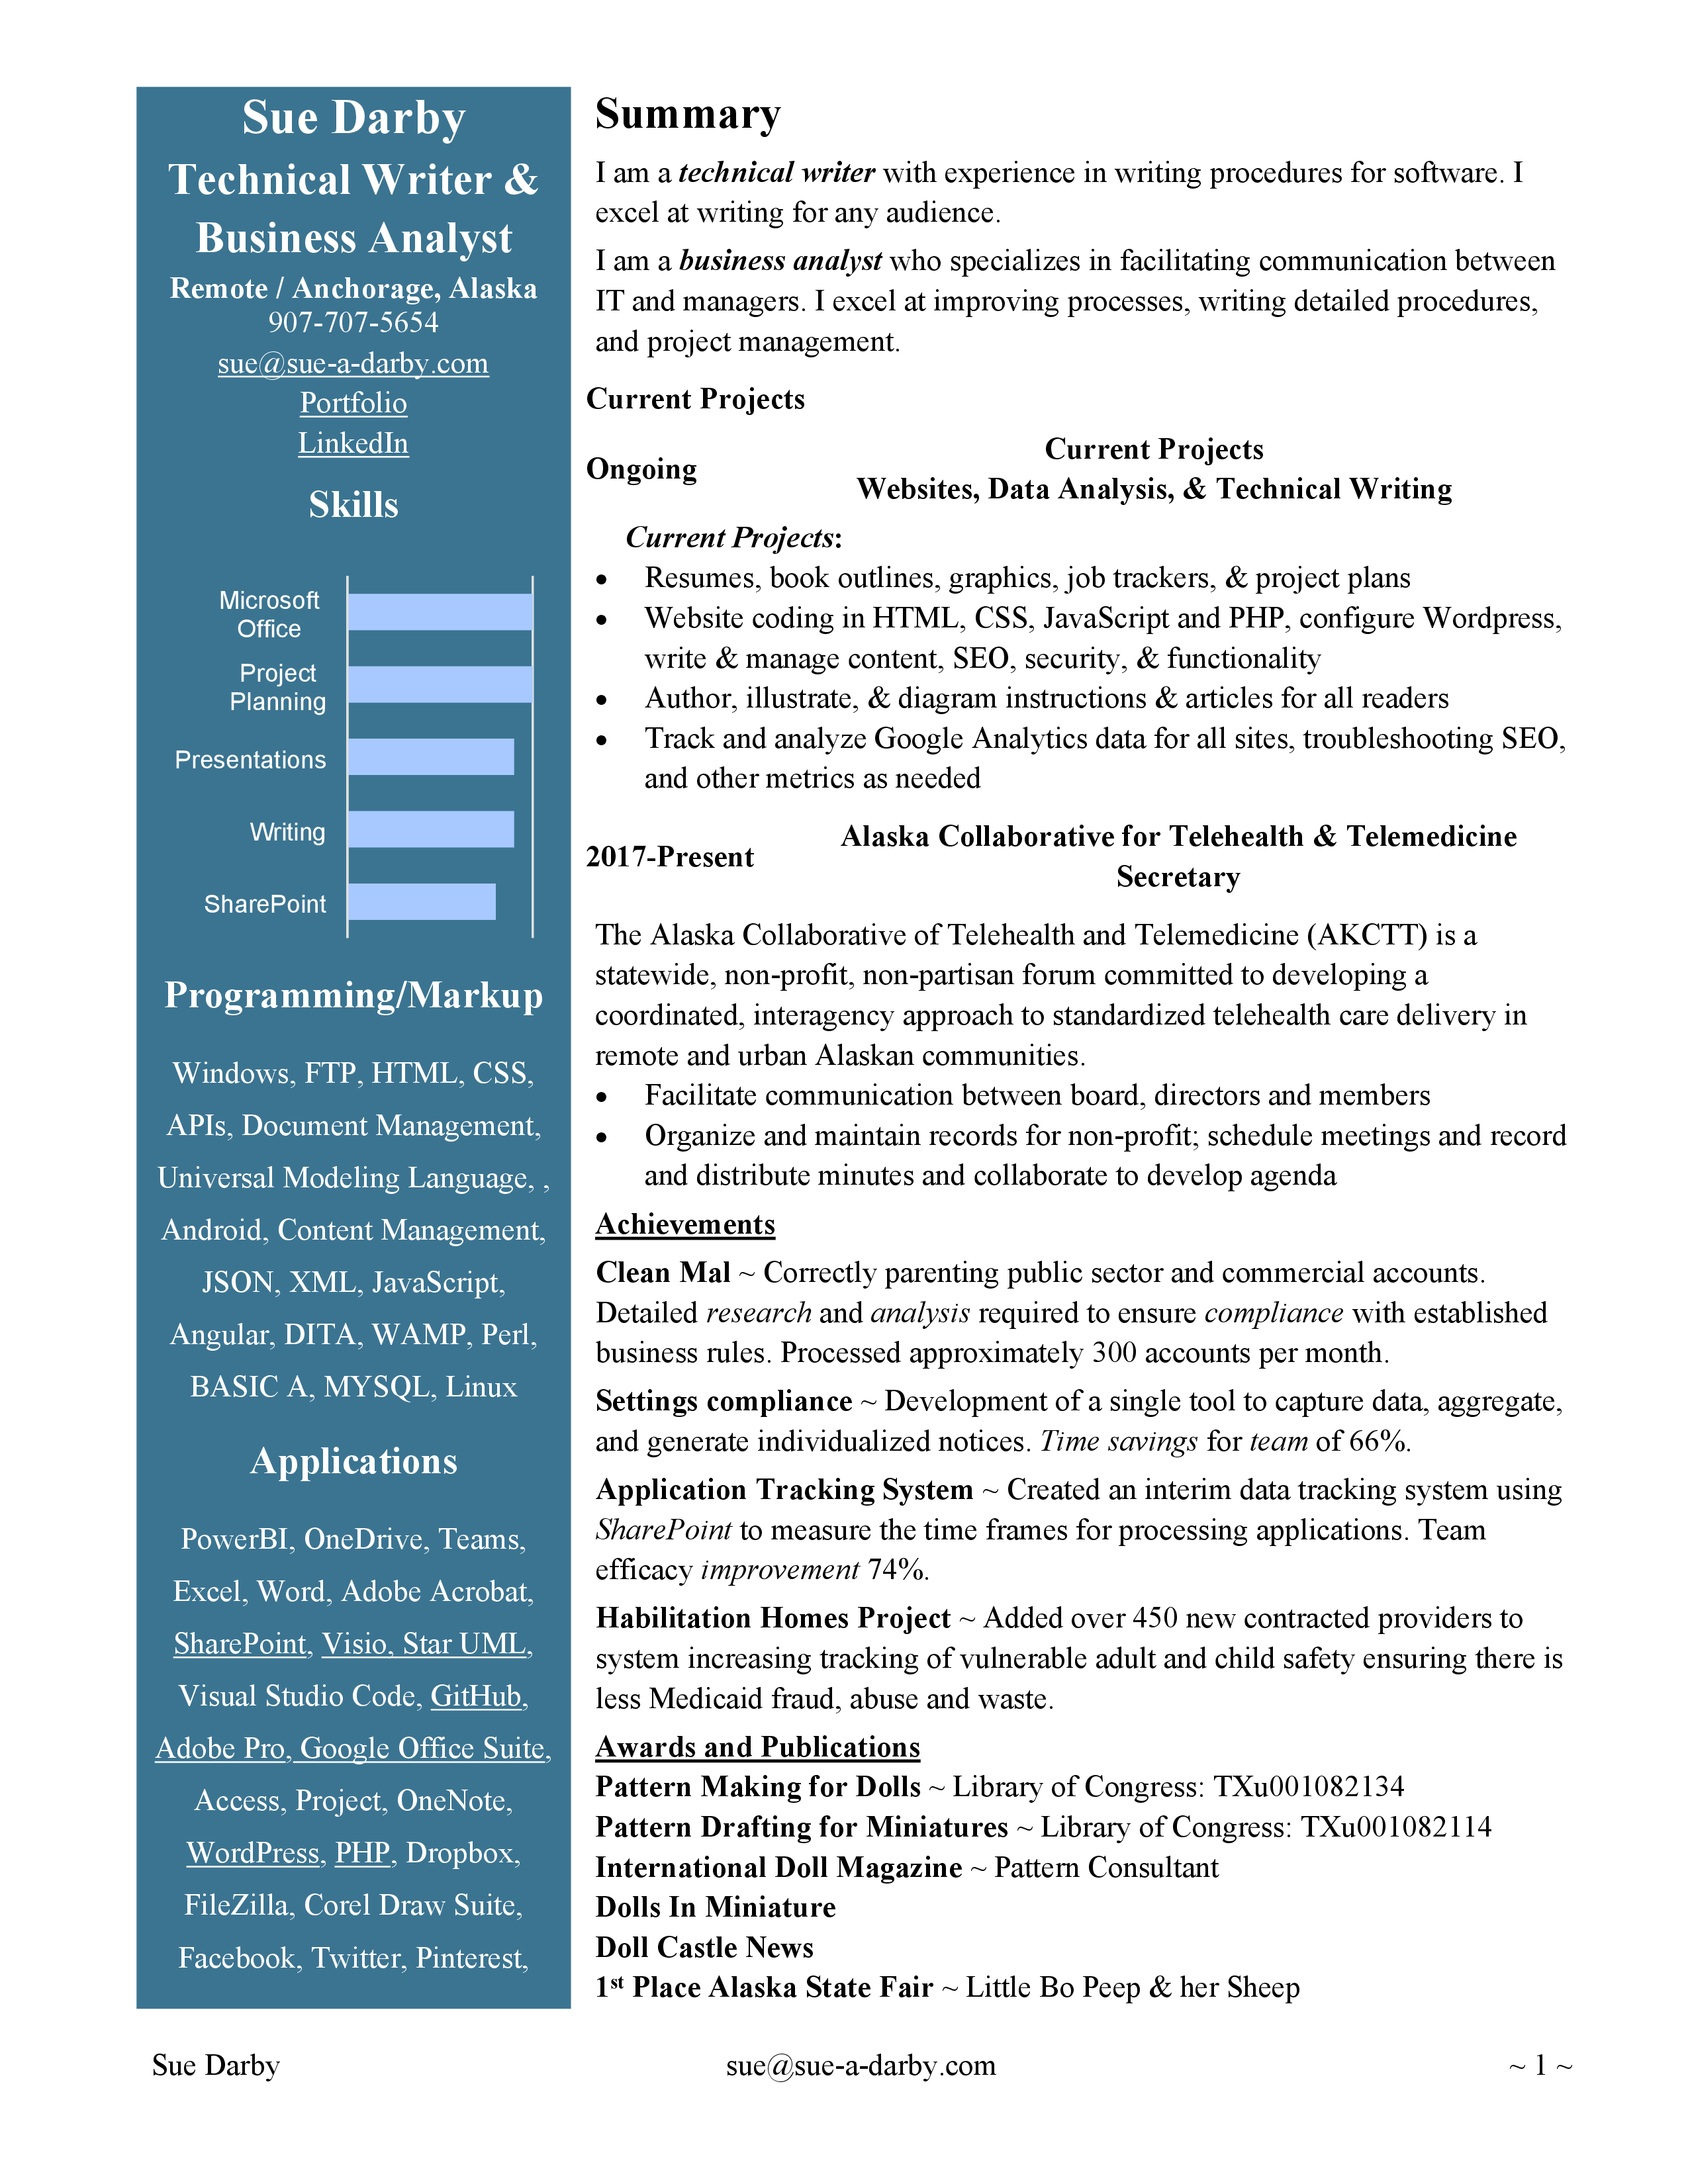 Sue Darby
Technical Writer &
Business Analyst
Remote / Anchorage, Alaska
907-707-5654
sue@sue-a-darby.com
Portfolio
LinkedIn
Skills
Microsoft
Office
Project
Planning
Presentations
Writing
SharePoint
Programming/Markup
Windows, FTP, HTML, CSS,
APIs, Document Management,
Universal Modeling Language, ,
Android, Content Management,
JSON, XML, JavaScript,
Angular, DITA, WAMP, Perl,
BASIC A, MYSQL, Linux
Applications
PowerBI, OneDrive, Teams,
Excel, Word, Adobe Acrobat,
SharePoint, Visio, Star UML,
Visual Studio Code, GitHub,
Adobe Pro, Google Office Suite,
Access, Project, OneNote,
WordPress, PHP, Dropbox,
FileZilla, Corel Draw Suite,
Facebook, Twitter, Pinterest,
Summary
I am a technical writer with experience in writing procedures for software. I
excel at writing for any audience.
I am a business analyst who specializes in facilitating communication between
IT and managers. I excel at improving processes, writing detailed procedures,
and project management.
Current Projects
Ongoing
Current Projects
Websites, Data Analysis, & Technical Writing
Current Projects:
• Resumes, book outlines, graphics, job trackers, & project plans
• Website coding in HTML, CSS, JavaScript and PHP, configure Wordpress,
write & manage content, SEO, security, & functionality
• Author, illustrate, & diagram instructions & articles for all readers
• Track and analyze Google Analytics data for all sites, troubleshooting SEO,
and other metrics as needed
2017-Present
Alaska Collaborative for Telehealth & Telemedicine
Secretary
The Alaska Collaborative of Telehealth and Telemedicine (AKCTT) is a
statewide, non-profit, non-partisan forum committed to developing a
coordinated, interagency approach to standardized telehealth care delivery in
remote and urban Alaskan communities.
• Facilitate communication between board, directors and members
• Organize and maintain records for non-profit; schedule meetings and record
and distribute minutes and collaborate to develop agenda
Achievements
Clean Mal ~ Correctly parenting public sector and commercial accounts.
Detailed research and analysis required to ensure compliance with established
business rules. Processed approximately 300 accounts per month.
Settings compliance ~ Development of a single tool to capture data, aggregate,
and generate individualized notices. Time savings for team of 66%.
Application Tracking System ~ Created an interim data tracking system using
SharePoint to measure the time frames for processing applications. Team
efficacy improvement 74%.
Habilitation Homes Project ~ Added over 450 new contracted providers to
system increasing tracking of vulnerable adult and child safety ensuring there is
less Medicaid fraud, abuse and waste.
Awards and Publications
Pattern Making for Dolls ~ Library of Congress: TXu001082134
Pattern Drafting for Miniatures ~ Library of Congress: TXu001082114
International Doll Magazine ~ Pattern Consultant
Dolls In Miniature
Doll Castle News
1st Place Alaska State Fair ~ Little Bo Peep & her Sheep
Sue Darby
sue@sue-a-darby.com
~ 1 ~